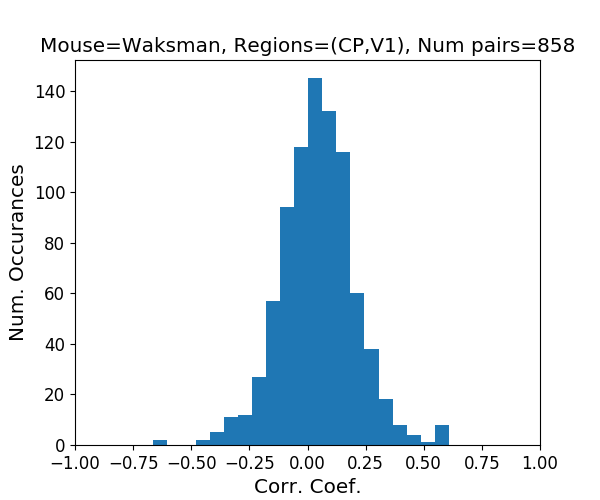 Mouse=Waksman, Regions=(CP,V1), Num pairs=858
Num. Occurances
140
120
100
80
60
40
20
0
−1.00 −0.75 −0.50 −0.25 0.00 0.25 0.50 0.75 1.00
Corr. Coef.